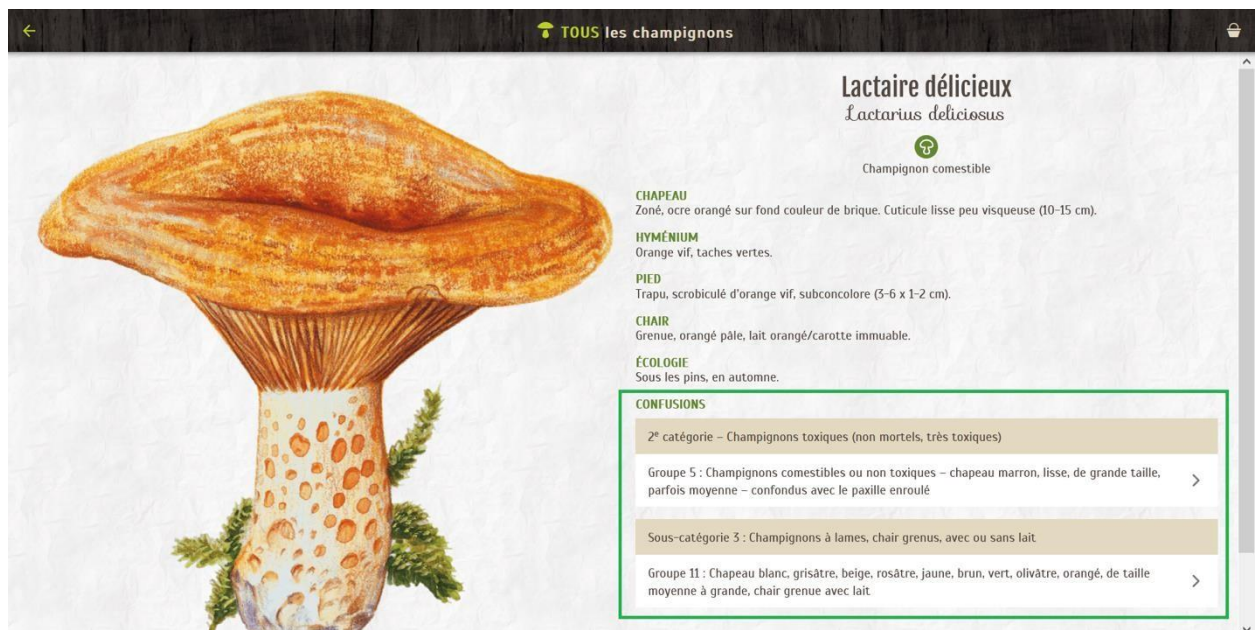 TOUS les champignons
Lactaire délicieux
Lactarius deliciosus
Champignon comestible
CHAPEAU
Zoné, ocre orangé sur fond couleur de brique. Cuticule lisse peu visqueuse (10-15 cm).
HYMÉNIUM
Orange vif, taches vertes.
PIED
Trapu, scrobiculé d'orange vif, subconcolore (3-6 x 1-2 cm).
CHAIR
Grenue, orangé pâle, lait orangé/carotte immuable.
ÉCOLOGIE
Sous les pins, en automne.
CONFUSIONS
2e catégorie – Champignons toxiques (non mortels, très toxiques)
Groupe 5 : Champignons comestibles ou non toxiques – chapeau marron, lisse, de grande taille,
parfois moyenne – confondus avec le paxille enroulé
Sous-catégorie 3 : Champignons à lames, chair grenus, avec ou sans lait
Groupe 11 : Chapeau blanc, grisâtre, beige, rosâtre, jaune, brun, vert, olivâtre, orangé, de taille
moyenne à grande, chair grenue avec lait